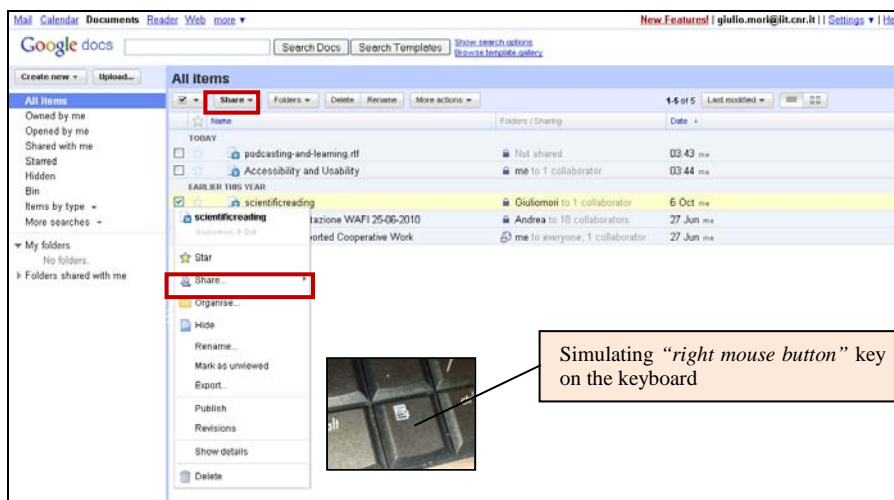 Mail Calendar Documents Reader Web more ▼
New Features! | giulio.mori@iit.cnr.it | | Settings ▼ | He
Google docs
Search Docs Search Templates
Show search options
Browse template gallery
Create new Upload...
All items
Owned by me
Opened by me
Shared with me
Starred
Hidden
Bin
Items by type
More searches
My folders
No folders.
Folders shared with me
All items
Share Folders Delete Rename More actions
1-5 of 5 Last modified
Name Folders / Sharing Date
TODAY
podcasting-and-learning.rtf Not shared 03:43 me
Accessibility and Usability me to 1 collaborator 03:44 me
EARLIER THIS YEAR
scientificreading Giuliomori to 1 collaborator 6 Oct me
tazione WAFI 25-06-2010 Andrea to 18 collaborators 27 Jun me
orted Cooperative Work me to everyone, 1 collaborator 27 Jun me
scientificreading
Giuliomori, 6 Oct
Star
Share...
Organise...
Hide
Rename...
Mark as unviewed
Export...
Publish
Revisions
Show details
Delete
Simulating "right mouse button" key
on the keyboard